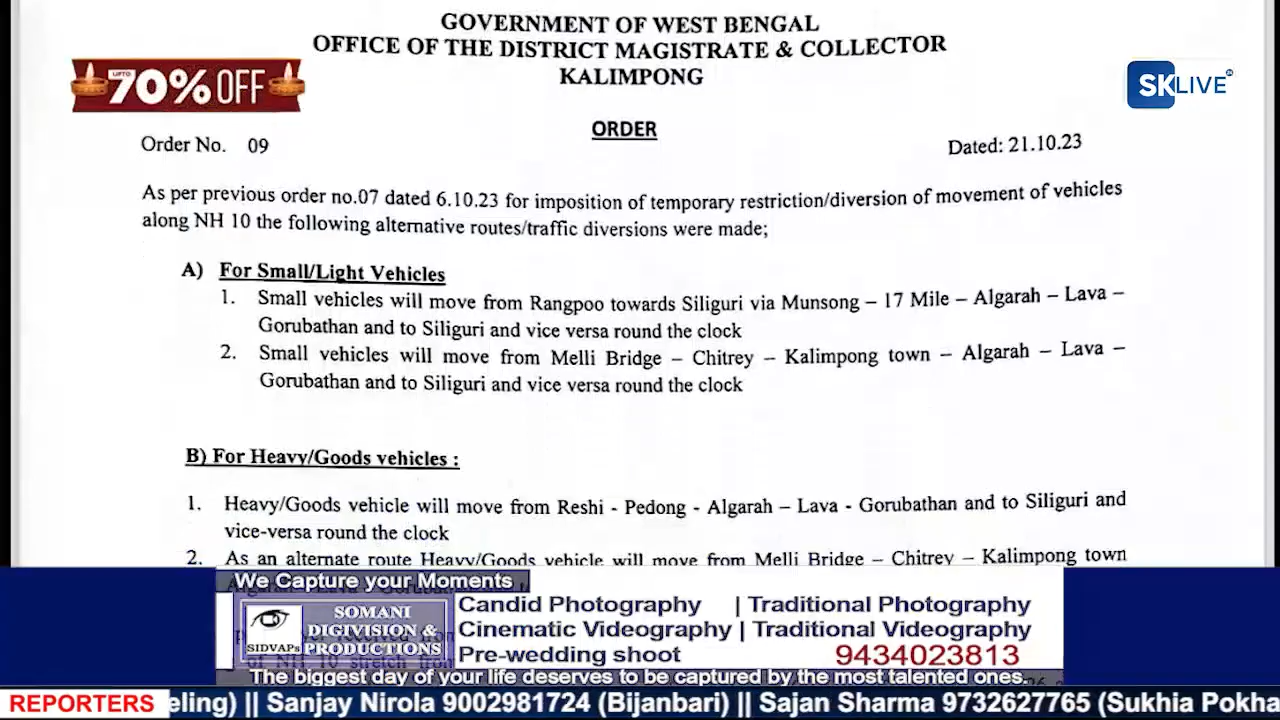 GOVERNMENT OF WEST BENGAL
OFFICE OF THE DISTRICT MAGISTRATE & COLLECTOR
KALIMPONG
UPTO
70% OFF
SKLIVE
ORDER
Order No. 09
Dated: 21.10.23
As per previous order no.07 dated 6.10.23 for imposition of temporary restriction/diversion of movement of vehicles
along NH 10 the following alternative routes/traffic diversions were made;
A) For Small/Light Vehicles
1. Small vehicles will move from Rangpoo towards Siliguri via Munsong – 17 Mile – Algarah – Lava –
Gorubathan and to Siliguri and vice versa round the clock
2. Small vehicles will move from Melli Bridge – Chitrey – Kalimpong town – Algarah – Lava –
Gorubathan and to Siliguri and vice versa round the clock
B) For Heavy/Goods vehicles :
1. Heavy/Goods vehicle will move from Reshi - Pedong - Algarah – Lava - Gorubathan and to Siliguri and
vice-versa round the clock
2. As an alternate route Heavy/Goods vehicle will move from Melli Bridge – Chitrey – Kalimpong town
We Capture your Moments
SIDVAPs
SOMANI
DIGIVISION &
PRODUCTIONS
Candid Photography | Traditional Photography
Cinematic Videography | Traditional Videography
Pre-wedding shoot 9434023813
The biggest day of your life deserves to be captured by the most talented ones.
REPORTERS eling) || Sanjay Nirola 9002981724 (Bijanbari) || Sajan Sharma 9732627765 (Sukhia Pokha